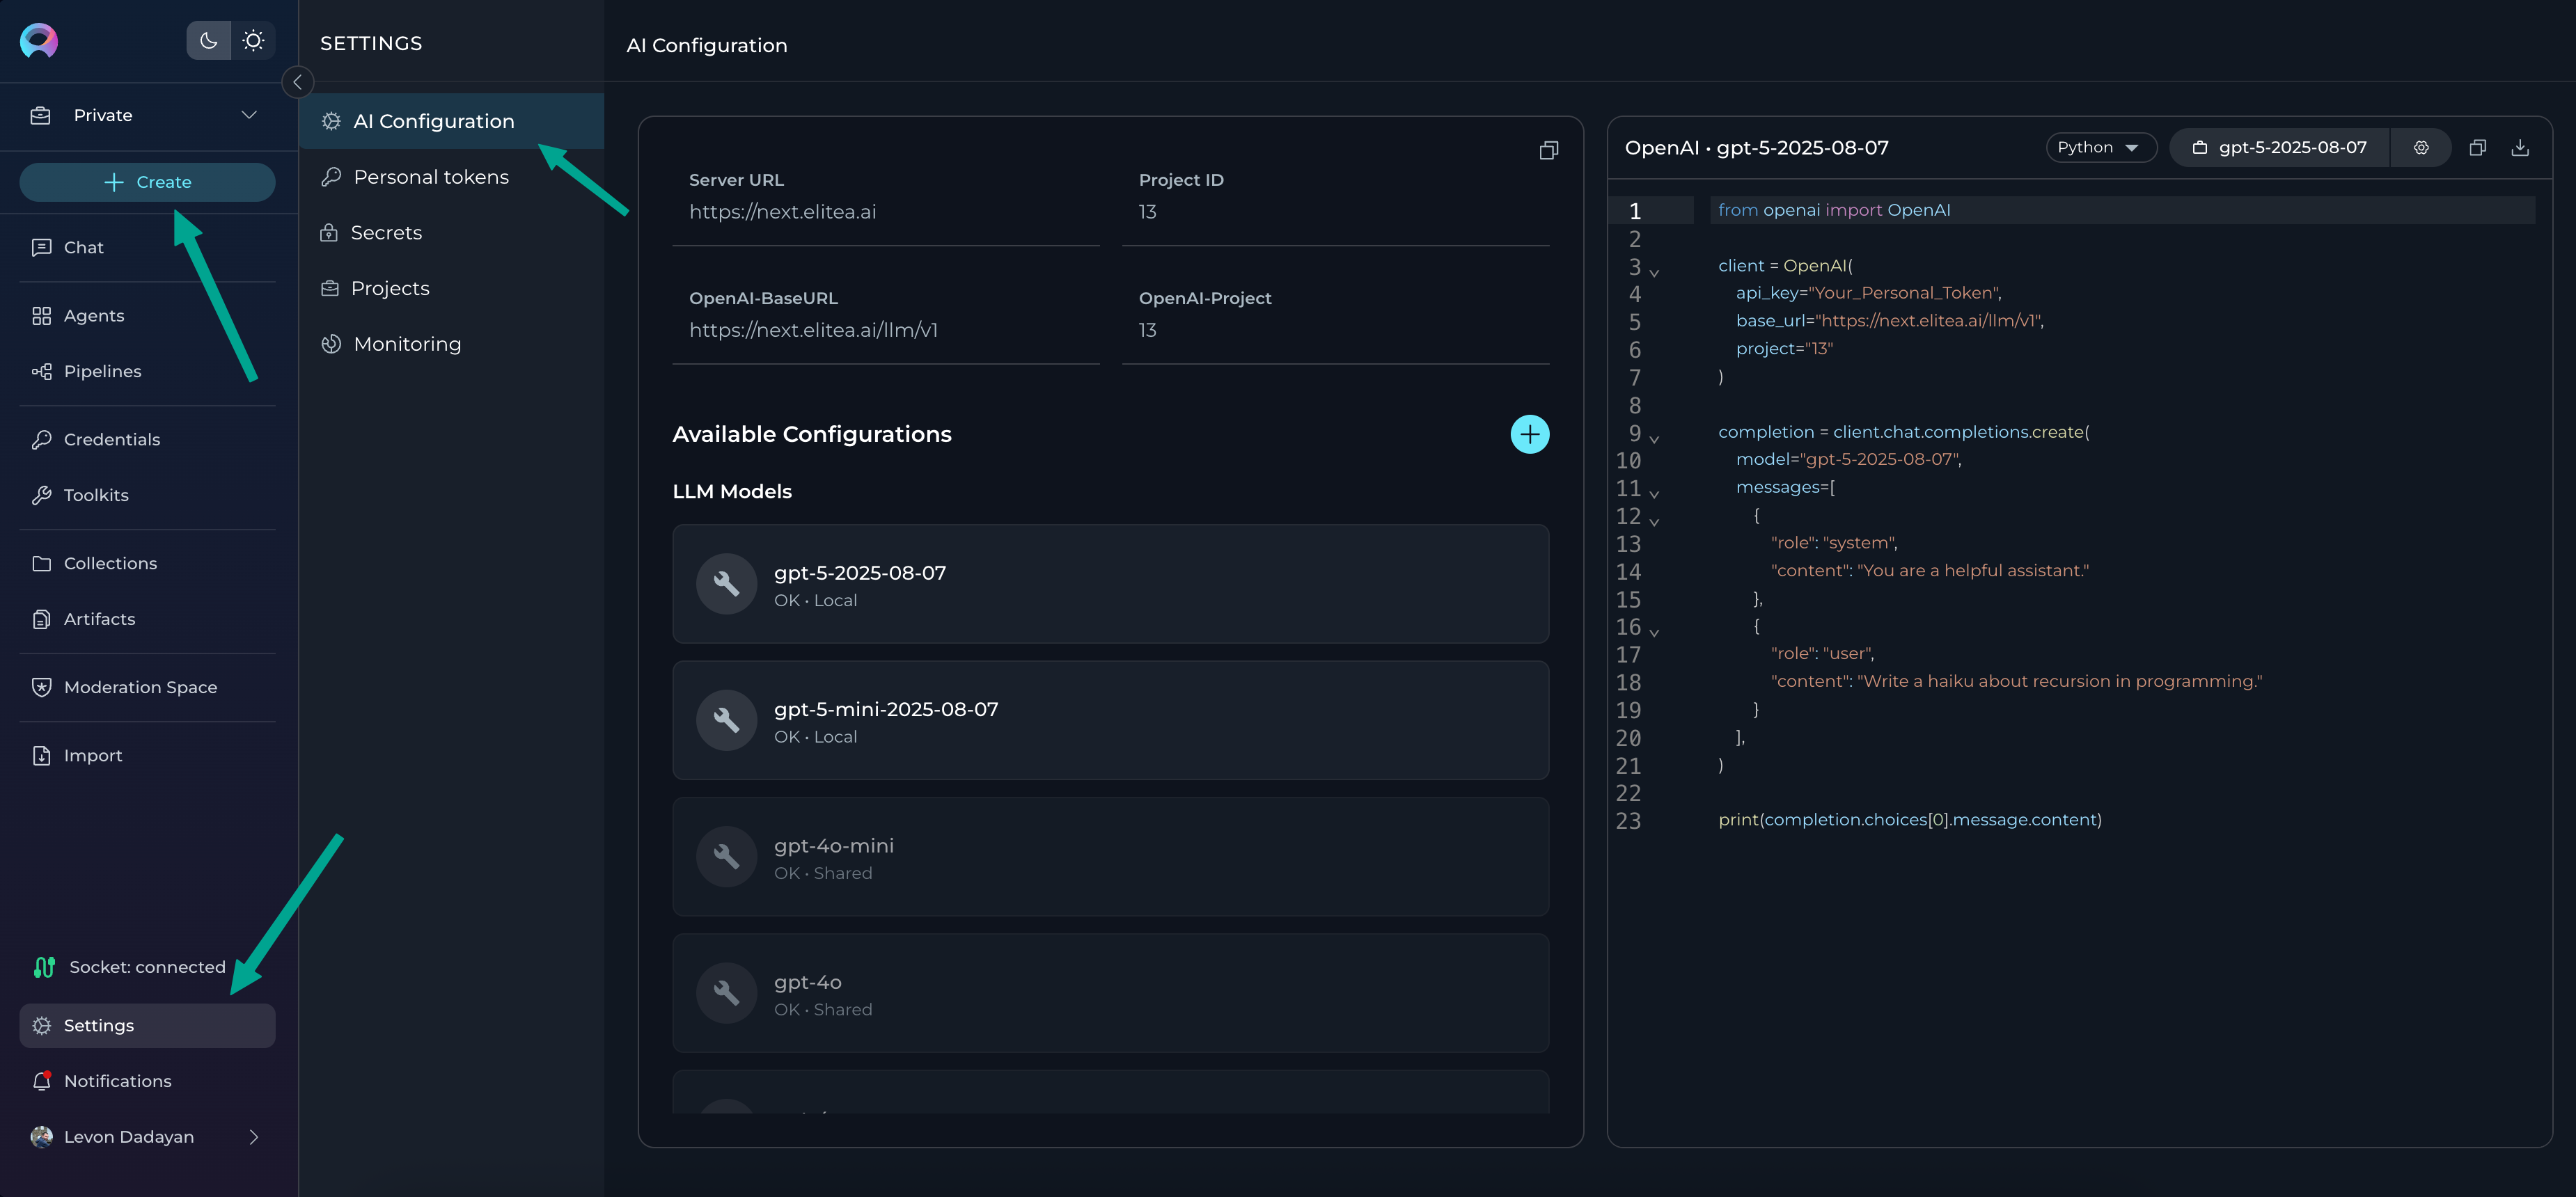 Private
Create
Chat
Agents
Pipelines
Credentials
Toolkits
Collections
Artifacts
Moderation Space
Import
Socket: connected
Settings
Notifications
Levon Dadayan
SETTINGS
AI Configuration
Personal tokens
Secrets
Projects
Monitoring
AI Configuration
Server URL
https://next.elitea.ai
Project ID
13
OpenAI-BaseURL
https://next.elitea.ai/llm/v1
OpenAI-Project
13
Available Configurations
LLM Models
gpt-5-2025-08-07
OK • Local
gpt-5-mini-2025-08-07
OK • Local
gpt-4o-mini
OK • Shared
gpt-4o
OK • Shared
OpenAI • gpt-5-2025-08-07
Python
gpt-5-2025-08-07
1 from openai import OpenAI
2
3 client = OpenAI(
4 api_key="Your_Personal_Token",
5 base_url="https://next.elitea.ai/llm/v1",
6 project="13"
7 )
8
9 completion = client.chat.completions.create(
10 model="gpt-5-2025-08-07",
11 messages=[
12 {
13 "role": "system",
14 "content": "You are a helpful assistant."
15 },
16 {
17 "role": "user",
18 "content": "Write a haiku about recursion in programming."
19 }
20 ],
21 )
22
23 print(completion.choices[0].message.content)